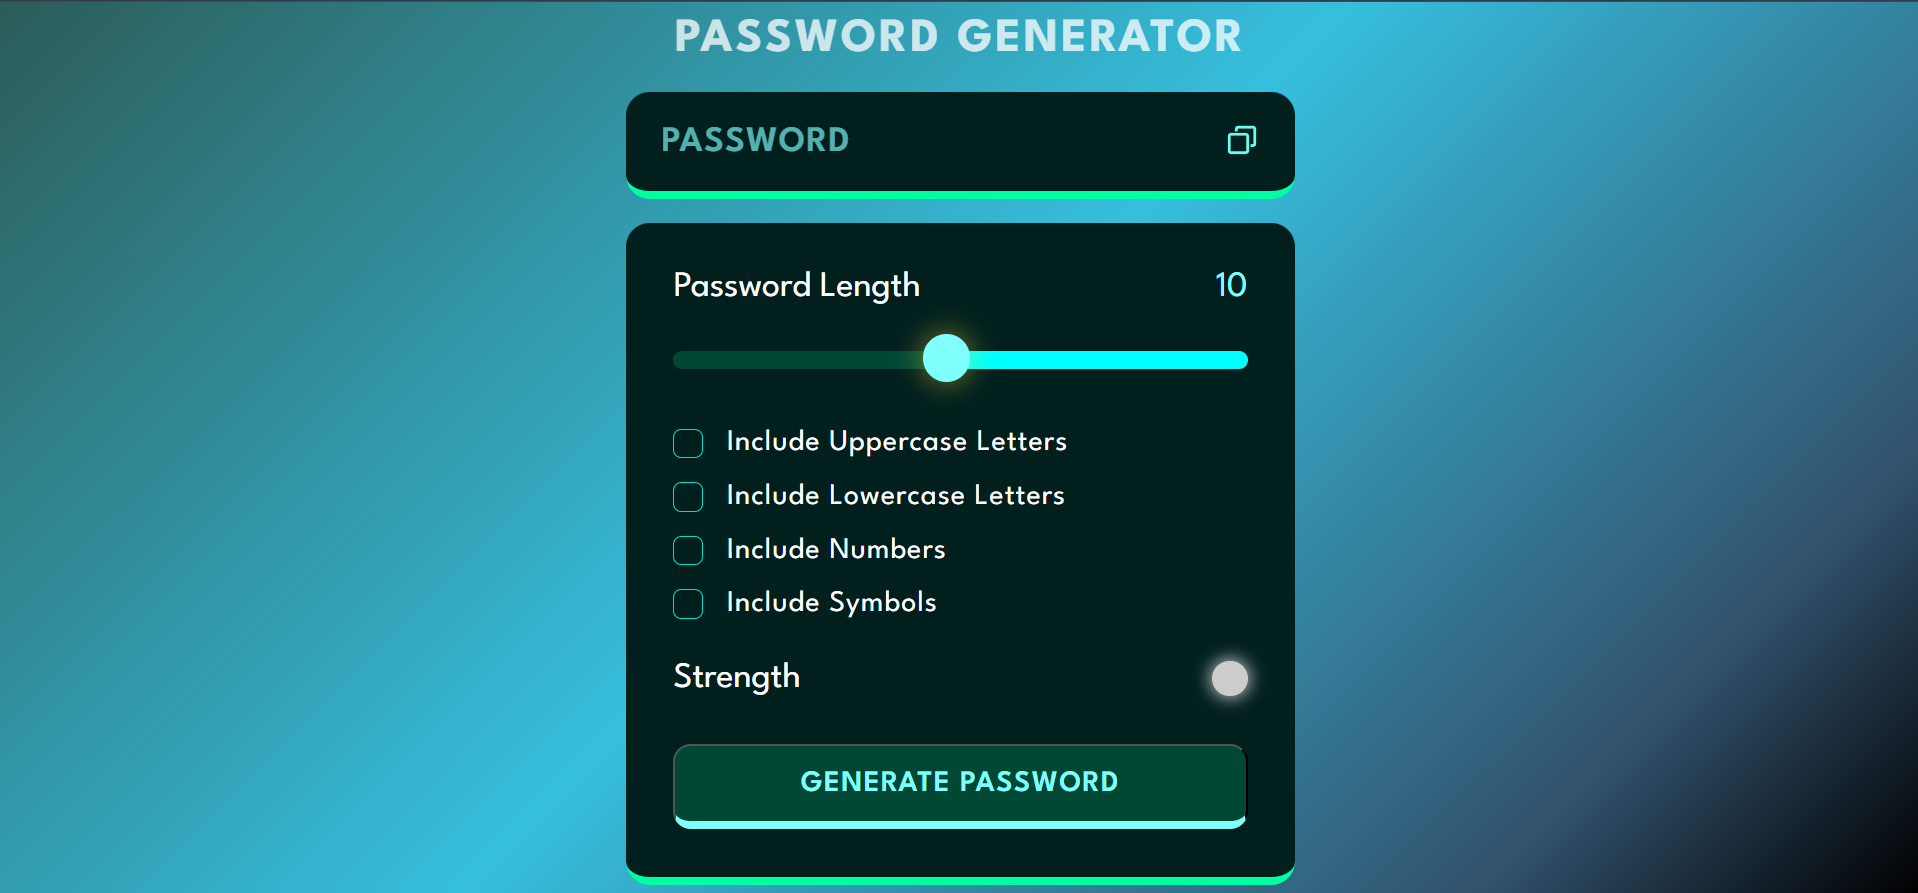 PASSWORD GENERATOR
PASSWORD
Password Length 10
Include Uppercase Letters
Include Lowercase Letters
Include Numbers
Include Symbols
Strength
GENERATE PASSWORD